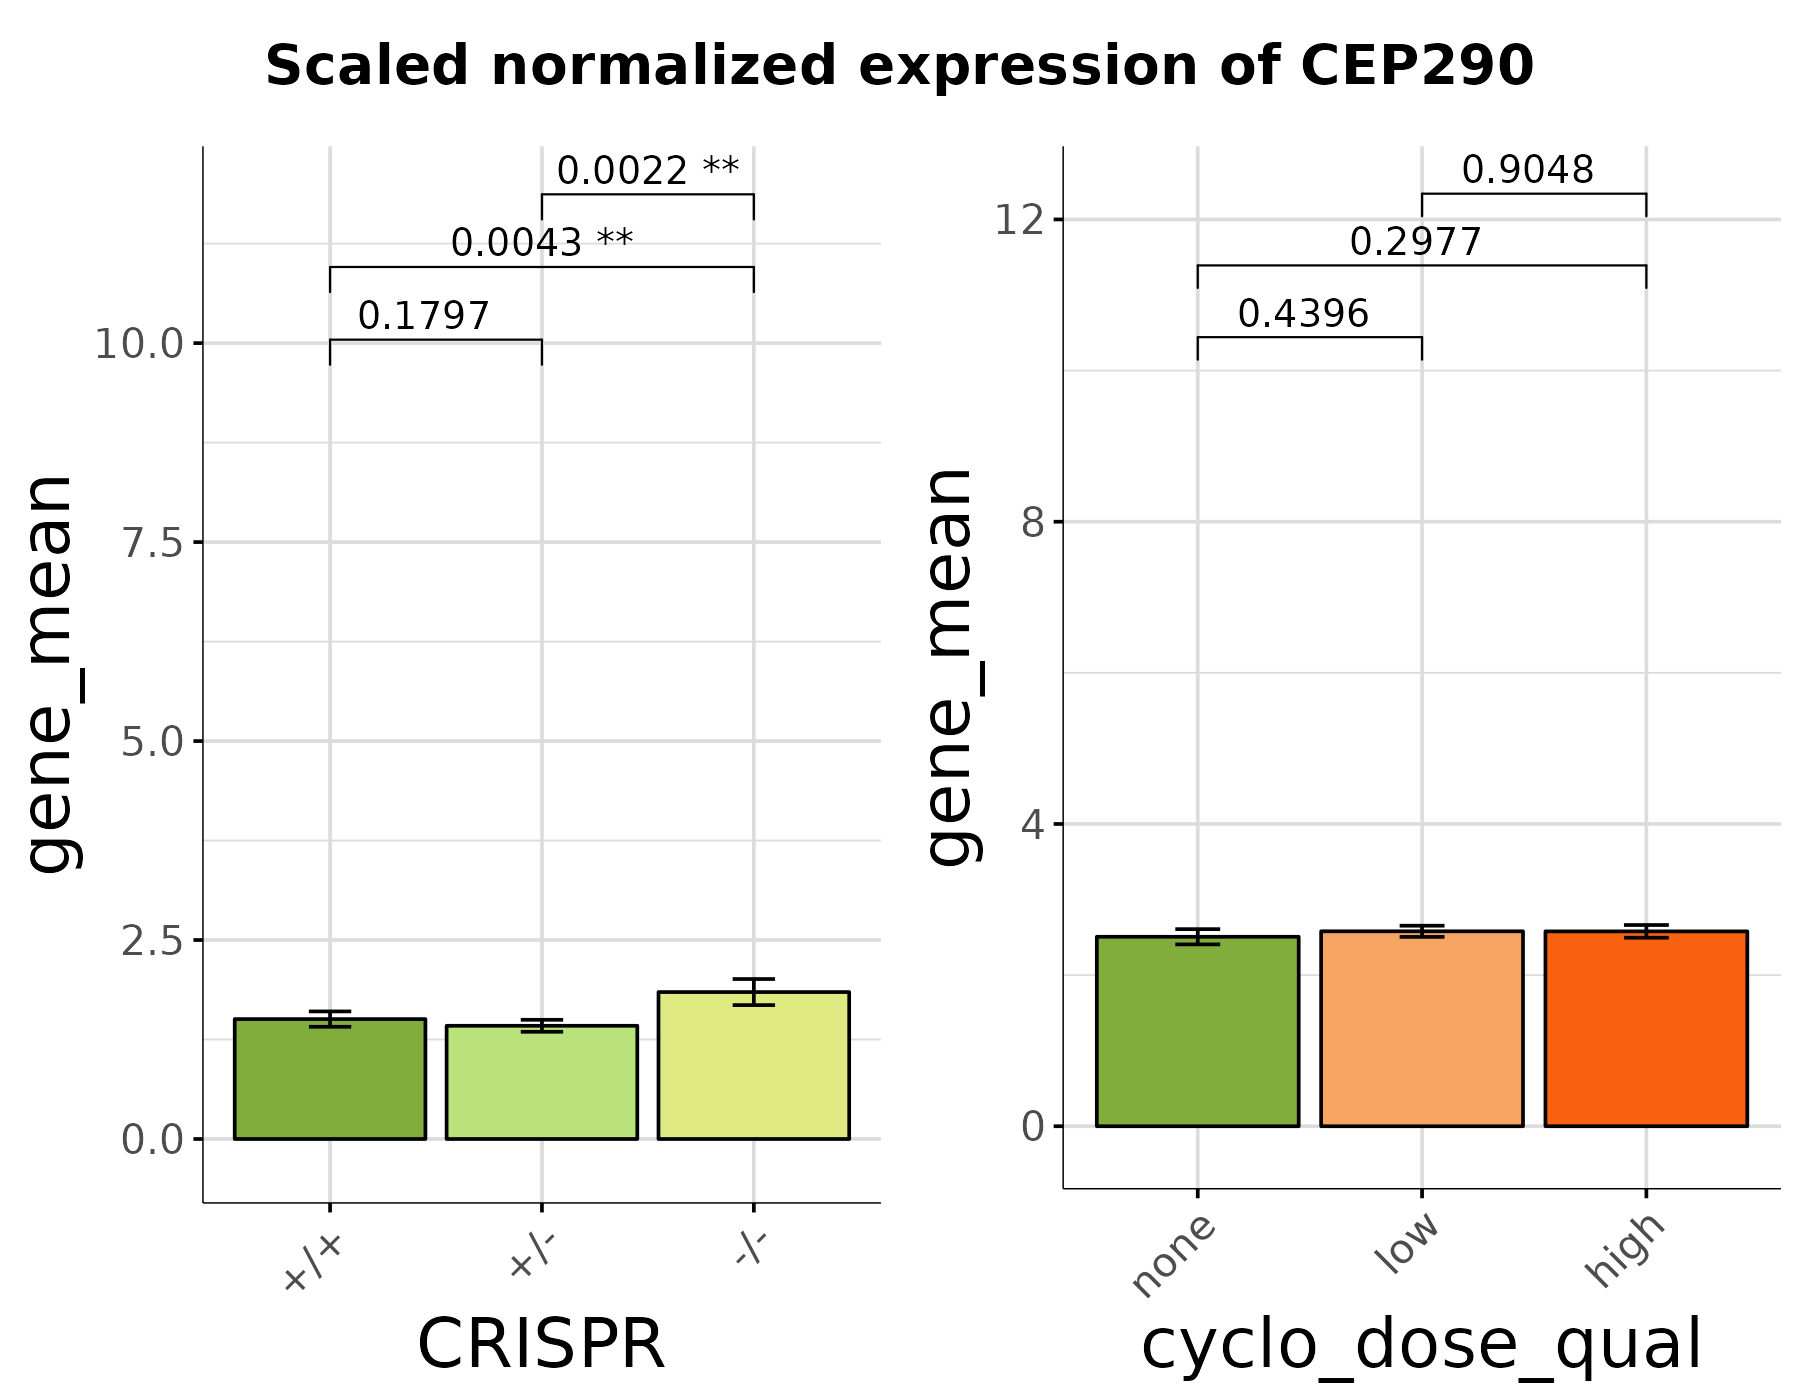 Scaled normalized expression of CEP290
0.0022 **
0.0043 **
0.1797
10.0
7.5
5.0
2.5
0.0
gene_mean
+/+
+/-
-/-
CRISPR
0.9048
0.2977
0.4396
12
8
4
0
gene_mean
none
low
high
cyclo_dose_qual